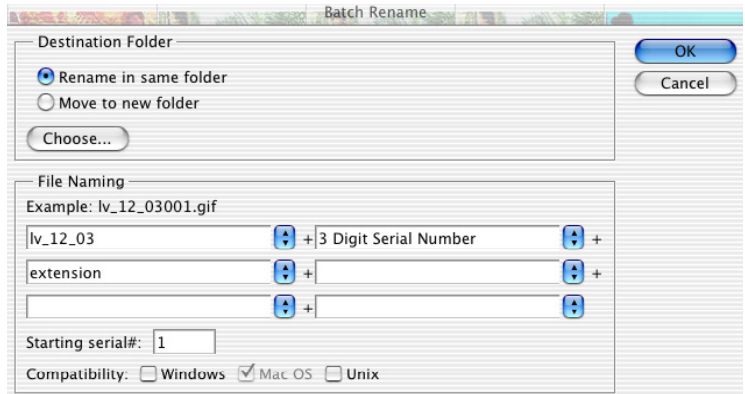 Batch Rename
Destination Folder
OK
Rename in same folder
Cancel
Move to new folder
Choose...
File Naming
Example: lv_12_03001.gif
lv_12_03 + 3 Digit Serial Number +
extension + +
+
Starting serial#: 1
Compatibility: Windows Mac OS Unix